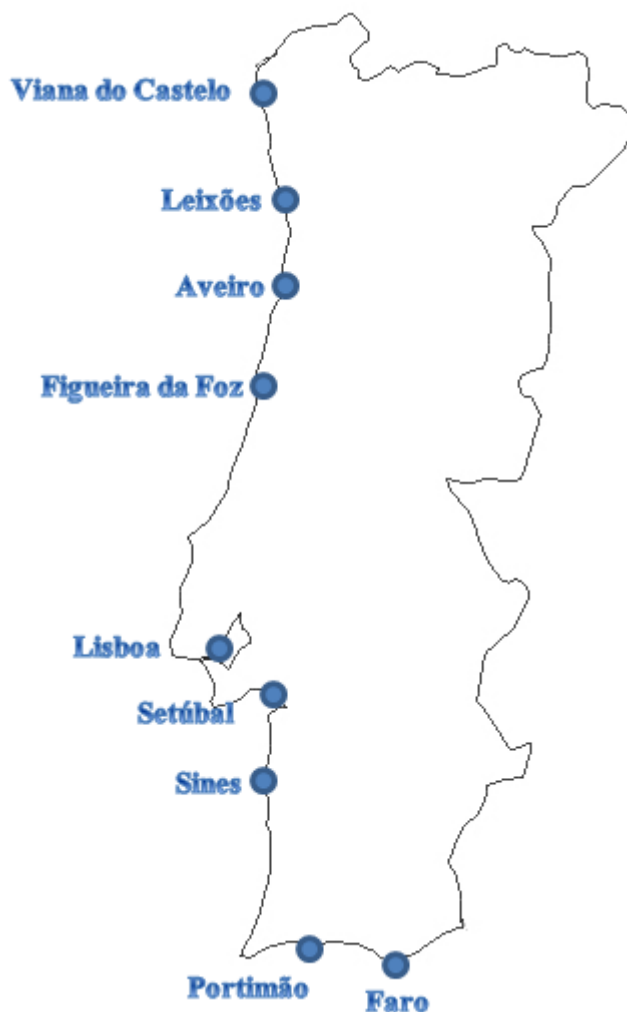 Viana do Castelo
Leixões
Aveiro
Figueira da Foz
Lisboa
Setúbal
Sines
Portimão
Faro